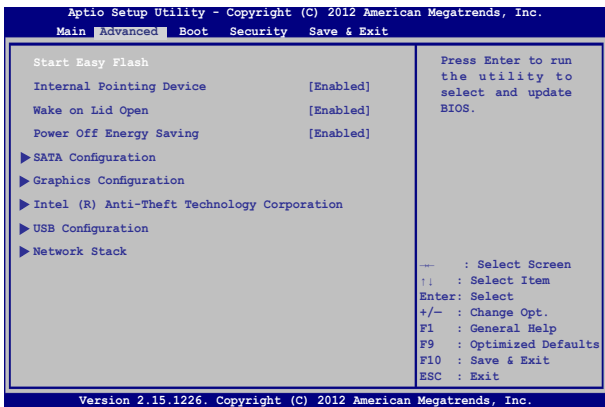 Aptio Setup Utility - Copyright (C) 2012 American Megatrends, Inc.
Main Advanced Boot Security Save & Exit
Start Easy Flash
Internal Pointing Device [Enabled]
Wake on Lid Open [Enabled]
Power Off Energy Saving [Enabled]
SATA Configuration
Graphics Configuration
Intel (R) Anti-Theft Technology Corporation
USB Configuration
Network Stack
Press Enter to run
the utility to
select and update
BIOS.
→← : Select Screen
↑↓ : Select Item
Enter: Select
+/— : Change Opt.
F1 : General Help
F9 : Optimized Defaults
F10 : Save & Exit
ESC : Exit
Version 2.15.1226. Copyright (C) 2012 American Megatrends, Inc.